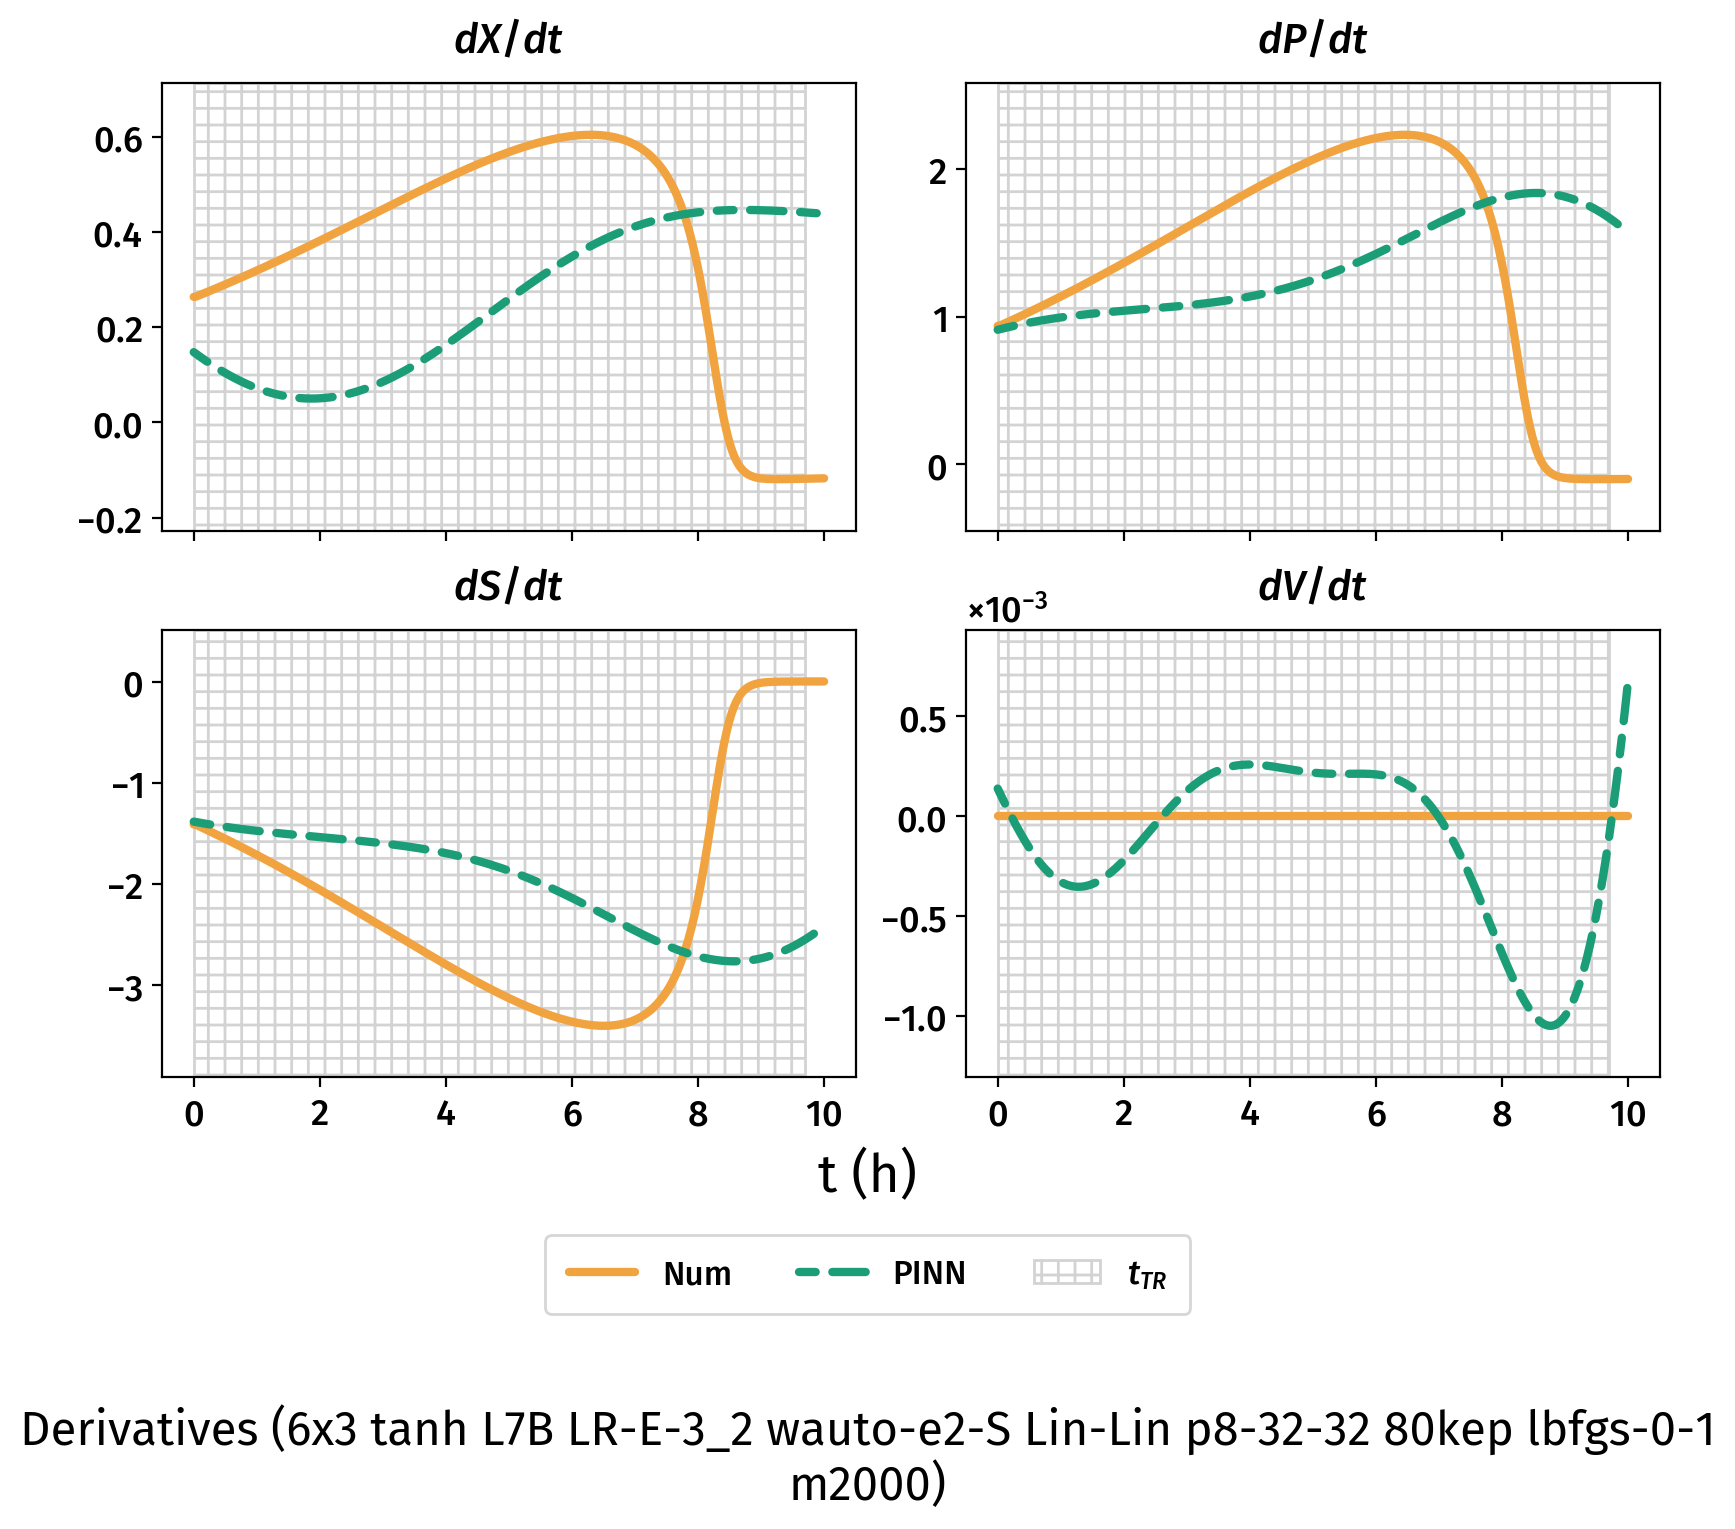 dX/dt
dP/dt
0.6
0.4
0.2
0.0
−0.2
2
1
0
dS/dt
dV/dt
×10−3
0
−1
−2
−3
0.5
0.0
−0.5
−1.0
0 2 4 6 8 10
0 2 4 6 8 10
t (h)
Num PINN tTR
Derivatives (6x3 tanh L7B LR-E-3_2 wauto-e2-S Lin-Lin p8-32-32 80kep lbfgs-0-1
m2000)